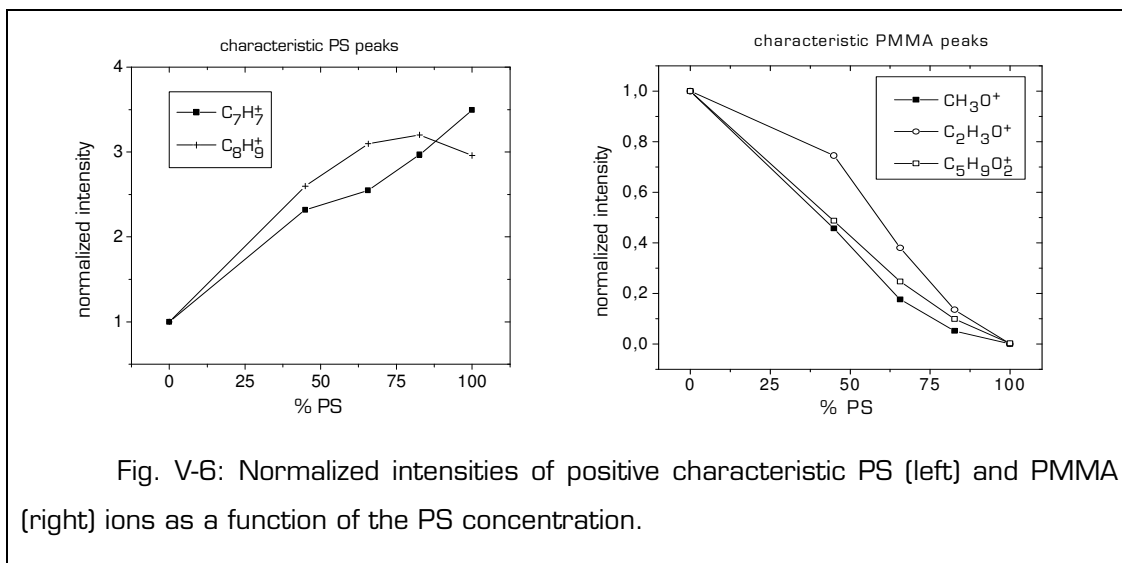 characteristic PS peaks
4
3
2
1
C₇H₇⁺
C₈H₉⁺
normalized intensity
0
25
50
75
100
% PS
characteristic PMMA peaks
1,0
0,8
0,6
0,4
0,2
0,0
CH₃O⁺
C₂H₃O⁺
C₅H₉O₂⁺
normalized intensity
0
25
50
75
100
% PS
Fig. V-6: Normalized intensities of positive characteristic PS (left) and PMMA
(right) ions as a function of the PS concentration.